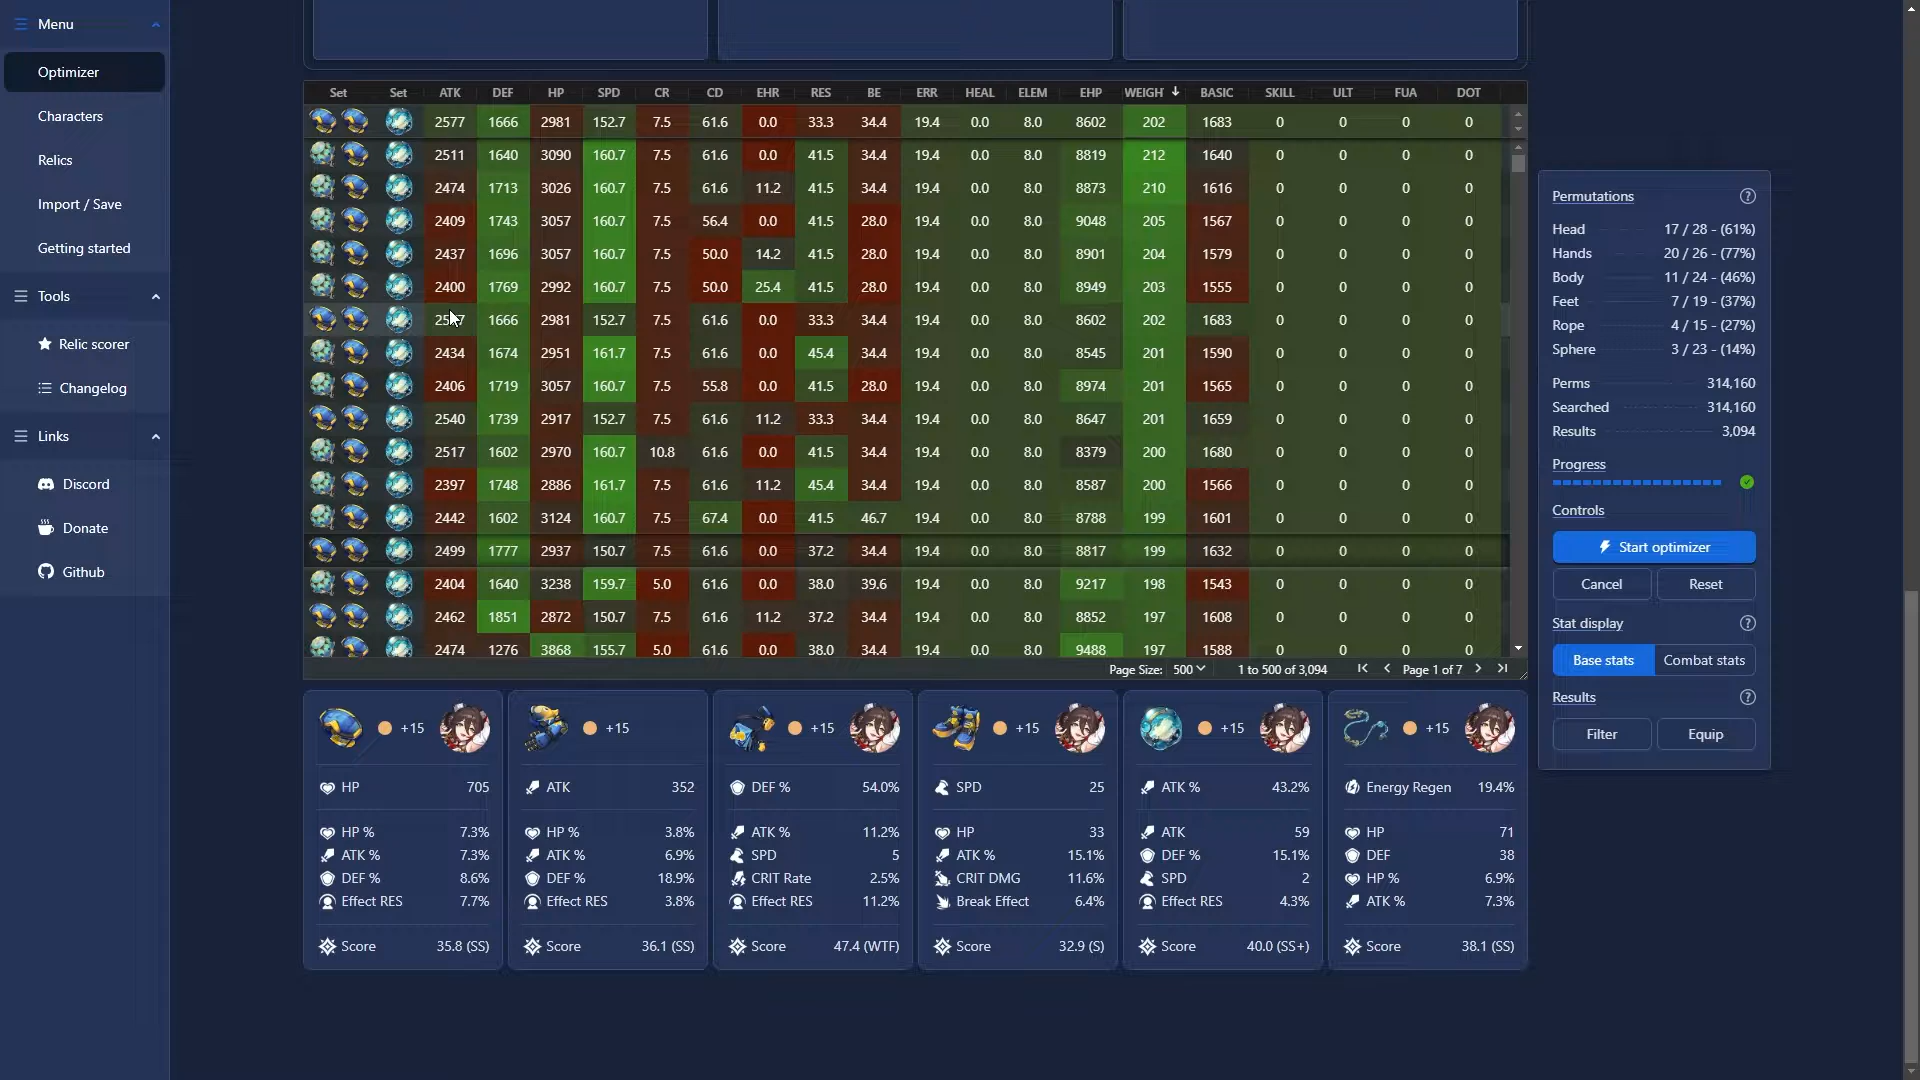 Menu
Optimizer
Characters
Relics
Import / Save
Getting started
Tools
Relic scorer
Changelog
Links
Discord
Donate
Github
Set Set ATK DEF HP SPD CR CD EHR RES BE ERR HEAL ELEM EHP WEIGH BASIC SKILL ULT FUA DOT
2577 1666 2981 152.7 7.5 61.6 0.0 33.3 34.4 19.4 0.0 8.0 8602 202 1683 0 0 0 0
2511 1640 3090 160.7 7.5 61.6 0.0 41.5 34.4 19.4 0.0 8.0 8819 212 1640 0 0 0 0
2474 1713 3026 160.7 7.5 61.6 11.2 41.5 34.4 19.4 0.0 8.0 8873 210 1616 0 0 0 0
2409 1743 3057 160.7 7.5 56.4 0.0 41.5 28.0 19.4 0.0 8.0 9048 205 1567 0 0 0 0
2437 1696 3057 160.7 7.5 50.0 14.2 41.5 28.0 19.4 0.0 8.0 8901 204 1579 0 0 0 0
2400 1769 2992 160.7 7.5 50.0 25.4 41.5 28.0 19.4 0.0 8.0 8949 203 1555 0 0 0 0
1666 2981 152.7 7.5 61.6 0.0 33.3 34.4 19.4 0.0 8.0 8602 202 1683 0 0 0 0
2434 1674 2951 161.7 7.5 61.6 0.0 45.4 34.4 19.4 0.0 8.0 8545 201 1590 0 0 0 0
2406 1719 3057 160.7 7.5 55.8 0.0 41.5 28.0 19.4 0.0 8.0 8974 201 1565 0 0 0 0
2540 1739 2917 152.7 7.5 61.6 11.2 33.3 34.4 19.4 0.0 8.0 8647 201 1659 0 0 0 0
2517 1602 2970 160.7 10.8 61.6 0.0 41.5 34.4 19.4 0.0 8.0 8379 200 1680 0 0 0 0
2397 1748 2886 161.7 7.5 61.6 11.2 45.4 34.4 19.4 0.0 8.0 8587 200 1566 0 0 0 0
2442 1602 3124 160.7 7.5 67.4 0.0 41.5 46.7 19.4 0.0 8.0 8788 199 1601 0 0 0 0
2499 1777 2937 150.7 7.5 61.6 0.0 37.2 34.4 19.4 0.0 8.0 8817 199 1632 0 0 0 0
2404 1640 3238 159.7 5.0 61.6 0.0 38.0 39.6 19.4 0.0 8.0 9217 198 1543 0 0 0 0
2462 1851 2872 150.7 7.5 61.6 11.2 37.2 34.4 19.4 0.0 8.0 8852 197 1608 0 0 0 0
2474 1276 3868 155.7 5.0 61.6 0.0 38.0 34.4 19.4 0.0 8.0 9488 197 1588 0 0 0 0
Page Size: 500 1 to 500 of 3,094 Page 1 of 7
+15
HP 705
HP % 7.3%
ATK % 7.3%
DEF % 8.6%
Effect RES 7.7%
Score 35.8 (SS)
+15
ATK 352
HP % 3.8%
ATK % 6.9%
DEF % 18.9%
Effect RES 3.8%
Score 36.1 (SS)
+15
DEF % 54.0%
ATK % 11.2%
SPD 5
CRIT Rate 2.5%
Effect RES 11.2%
Score 47.4 (WTF)
+15
SPD 25
HP 33
ATK % 15.1%
CRIT DMG 11.6%
Break Effect 6.4%
Score 32.9 (S)
+15
ATK % 43.2%
ATK 59
DEF % 15.1%
SPD 2
Effect RES 4.3%
Score 40.0 (SS+)
+15
Energy Regen 19.4%
HP 71
DEF 38
HP % 6.9%
ATK % 7.3%
Score 38.1 (SS)
Permutations ?
Head 17 / 28 - (61%)
Hands 20 / 26 - (77%)
Body 11 / 24 - (46%)
Feet 7 / 19 - (37%)
Rope 4 / 15 - (27%)
Sphere 3 / 23 - (14%)
Perms 314,160
Searched 314,160
Results 3,094
Progress
Controls
Start optimizer
Cancel Reset
Stat display ?
Base stats Combat stats
Results ?
Filter Equip